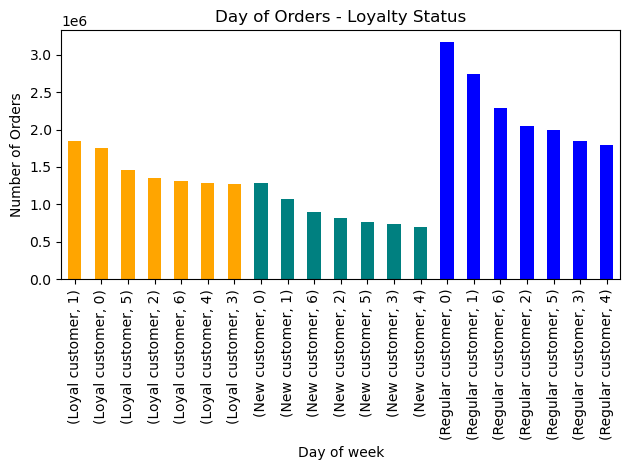 Day of Orders - Loyalty Status
1e6
Number of Orders
3.0
2.5
2.0
1.5
1.0
0.5
0.0
(Loyal customer, 1)
(Loyal customer, 0)
(Loyal customer, 5)
(Loyal customer, 2)
(Loyal customer, 6)
(Loyal customer, 4)
(Loyal customer, 3)
(New customer, 0)
(New customer, 1)
(New customer, 6)
(New customer, 2)
(New customer, 5)
(New customer, 3)
(New customer, 4)
(Regular customer, 0)
(Regular customer, 1)
(Regular customer, 6)
(Regular customer, 2)
(Regular customer, 5)
(Regular customer, 3)
(Regular customer, 4)
Day of week